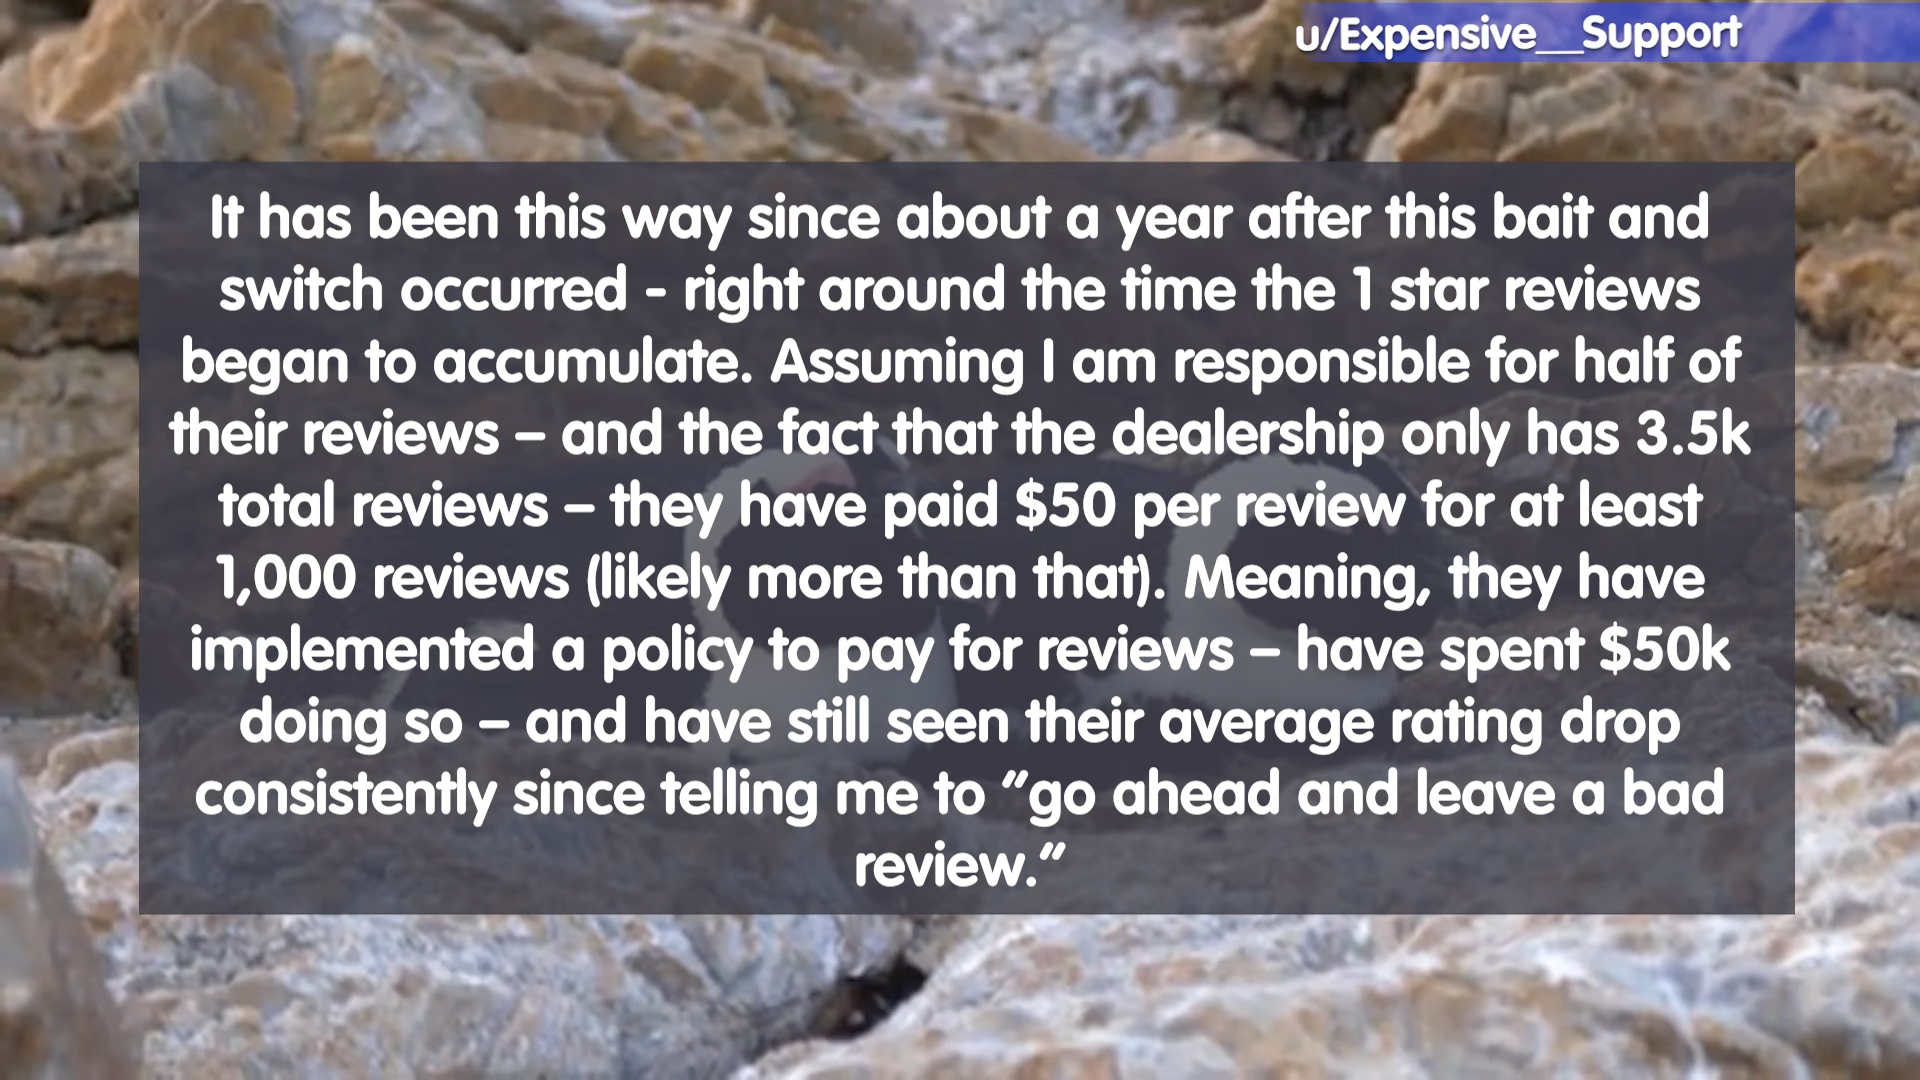 u/Expensive__Support
It has been this way since about a year after this bait and
switch occurred - right around the time the 1 star reviews
began to accumulate. Assuming I am responsible for half of
their reviews – and the fact that the dealership only has 3.5k
total reviews – they have paid $50 per review for at least
1,000 reviews (likely more than that). Meaning, they have
implemented a policy to pay for reviews – have spent $50k
doing so – and have still seen their average rating drop
consistently since telling me to “go ahead and leave a bad
review.”